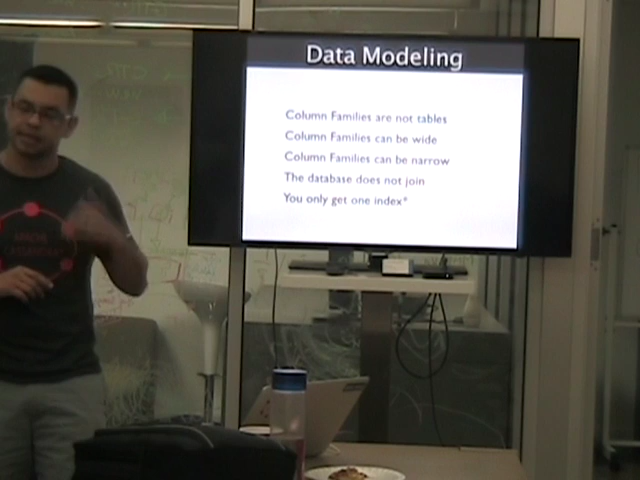 Data Modeling
Column Families are not tables
Column Families can be wide
Column Families can be narrow
The database does not join
You only get one index*